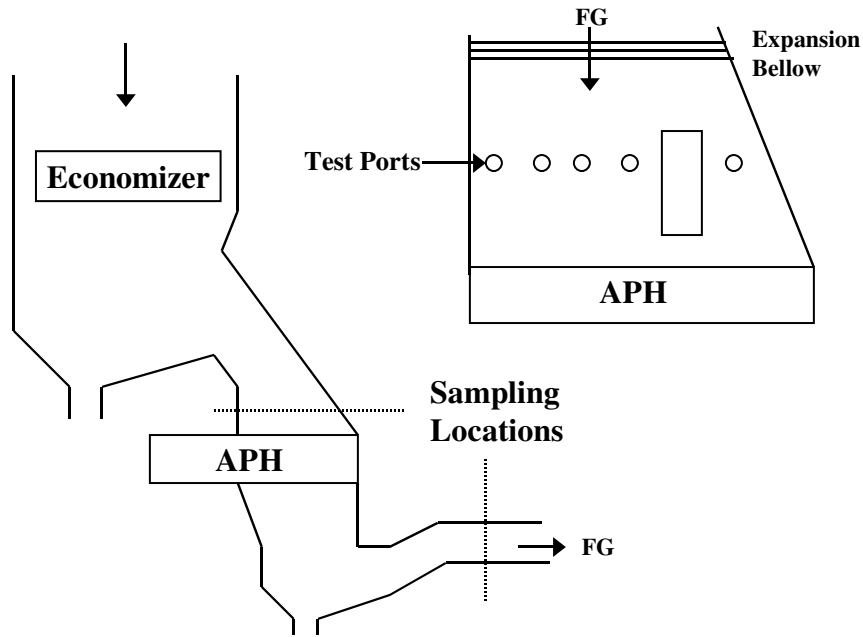 FG
Expansion
Bellow
Test Ports
Economizer
APH
Sampling
Locations
APH
FG